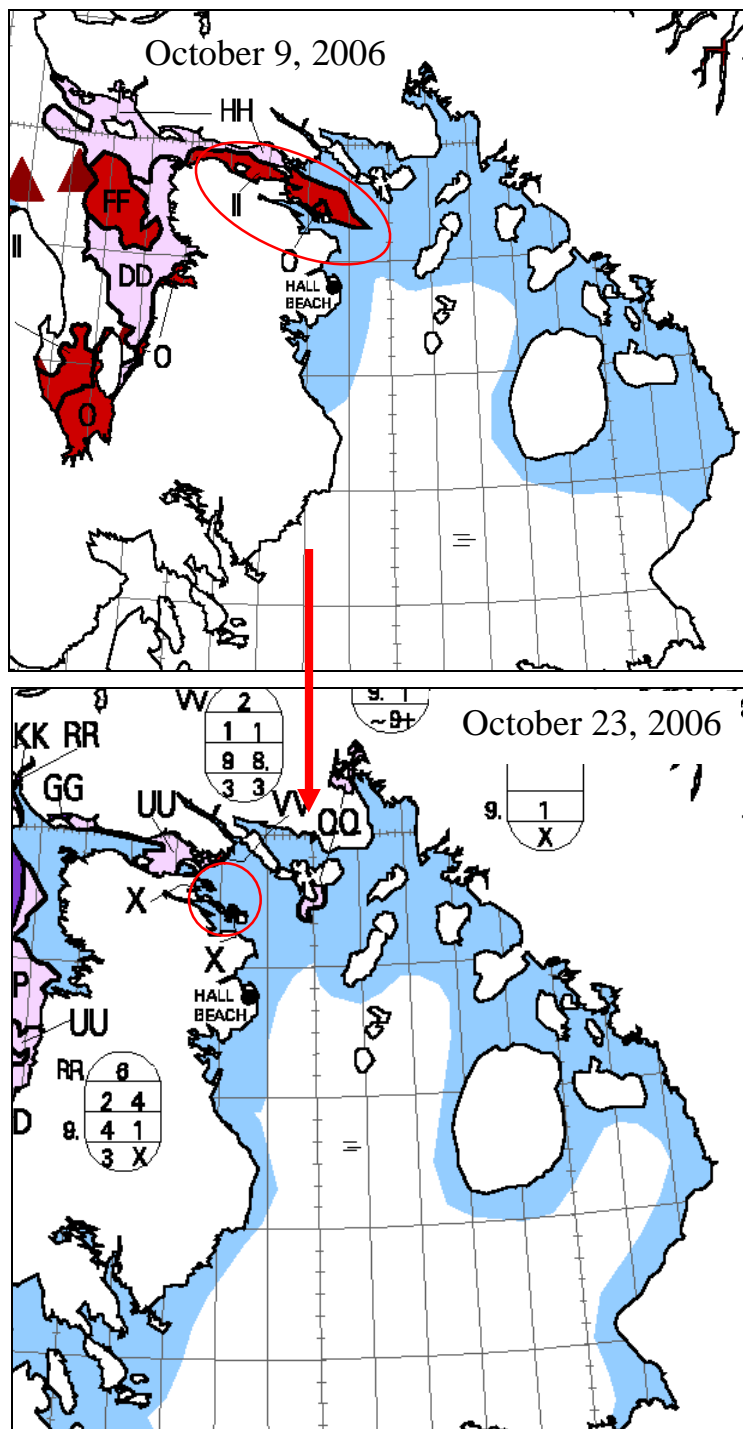 October 9, 2006
HH
FF
II
II
DD
O
HALL
BEACH
O
O
October 23, 2006
VV
2
1 1
9 8.
3 3
9. 1
~9+
KK RR
GG
UU
VV
QQ
9. 1
X
X
X
HALL
BEACH
P
UU
RR
6
2 4
9. 4 1
3 X
D